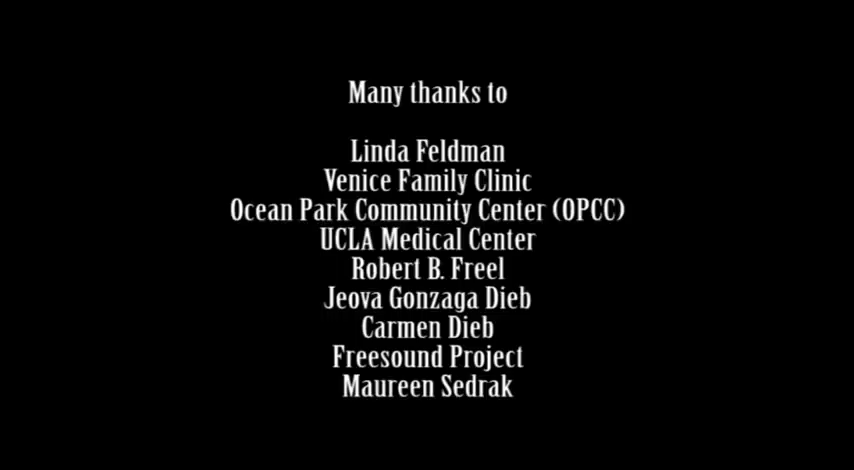 Many thanks to
Linda Feldman
Venice Family Clinic
Ocean Park Community Center (OPCC)
UCLA Medical Center
Robert B. Freel
Jeova Gonzaga Dieb
Carmen Dieb
Freesound Project
Maureen Sedrak